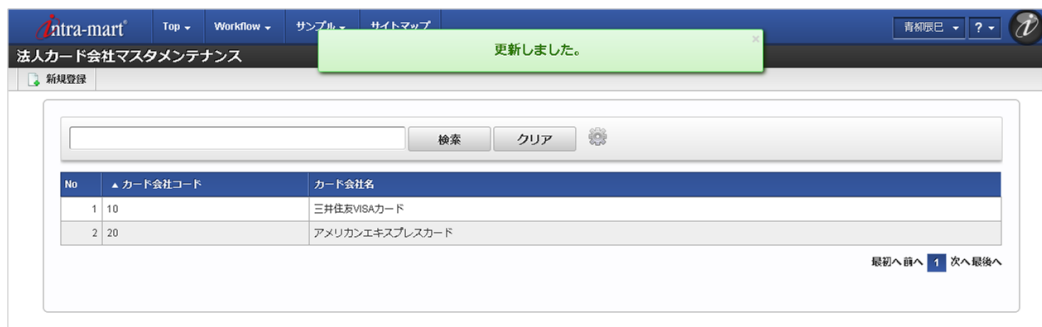 intra-mart® Top Workflow サンプル サイトマップ 青柳辰巳 ?
更新しました。 ×
法人カード会社マスタメンテナンス
新規登録
検索 クリア
No ▲ カード会社コード カード会社名
1 10 三井住友VISAカード
2 20 アメリカンエキスプレスカード
最初へ 前へ 1 次へ 最後へ